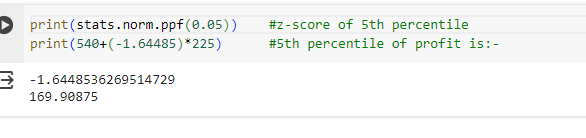 print(stats.norm.ppf(0.05))    #z-score of 5th percentile
print(540+(-1.64485)*225)      #5th percentile of profit is:-
-1.6448536269514729
169.90875